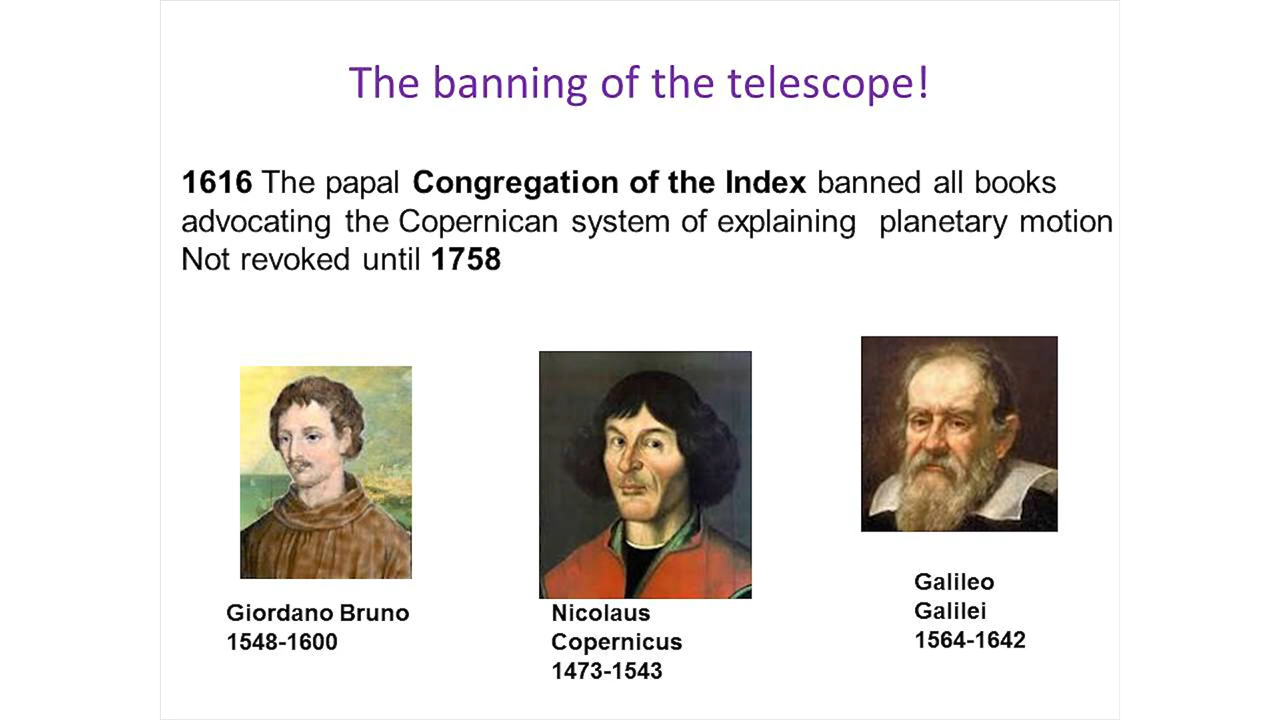 The banning of the telescope!
1616 The papal Congregation of the Index banned all books
advocating the Copernican system of explaining planetary motion
Not revoked until 1758
Giordano Bruno
1548-1600
Nicolaus
Copernicus
1473-1543
Galileo
Galilei
1564-1642